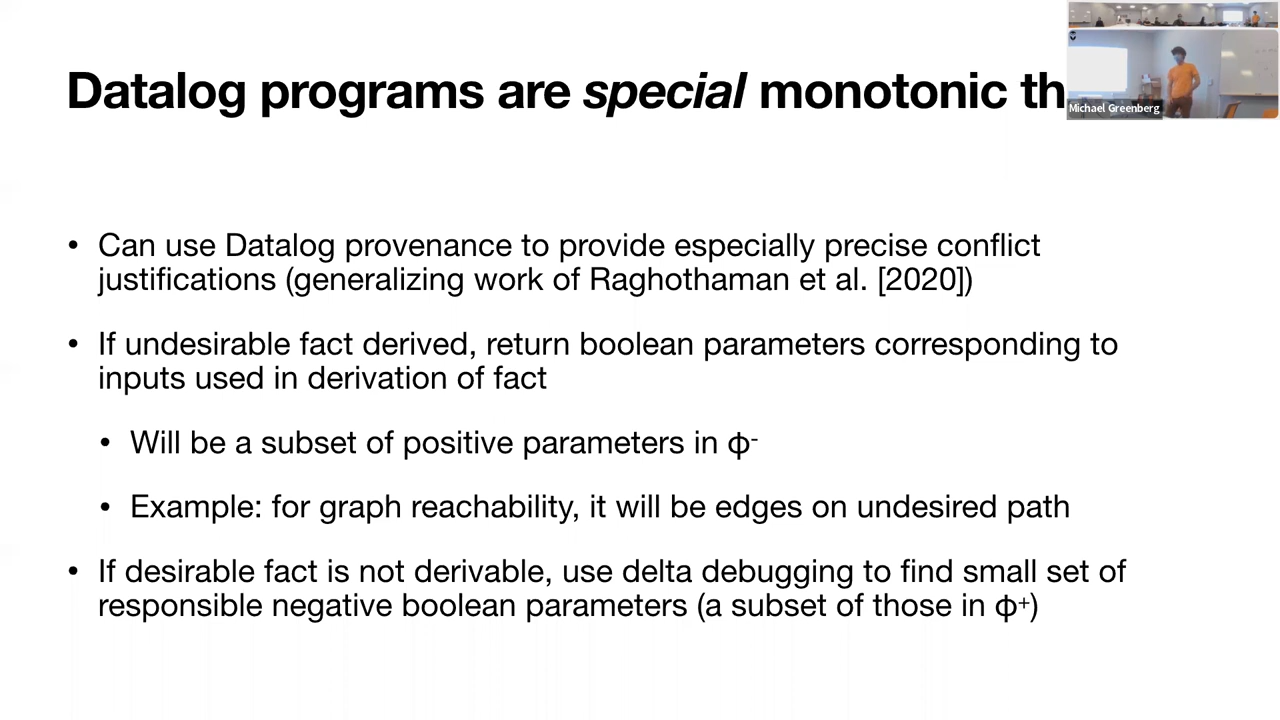 Datalog programs are special monotonic th
Michael Greenberg
• Can use Datalog provenance to provide especially precise conflict
justifications (generalizing work of Raghothaman et al. [2020])
• If undesirable fact derived, return boolean parameters corresponding to
inputs used in derivation of fact
• Will be a subset of positive parameters in ϕ⁻
• Example: for graph reachability, it will be edges on undesired path
• If desirable fact is not derivable, use delta debugging to find small set of
responsible negative boolean parameters (a subset of those in ϕ⁺)